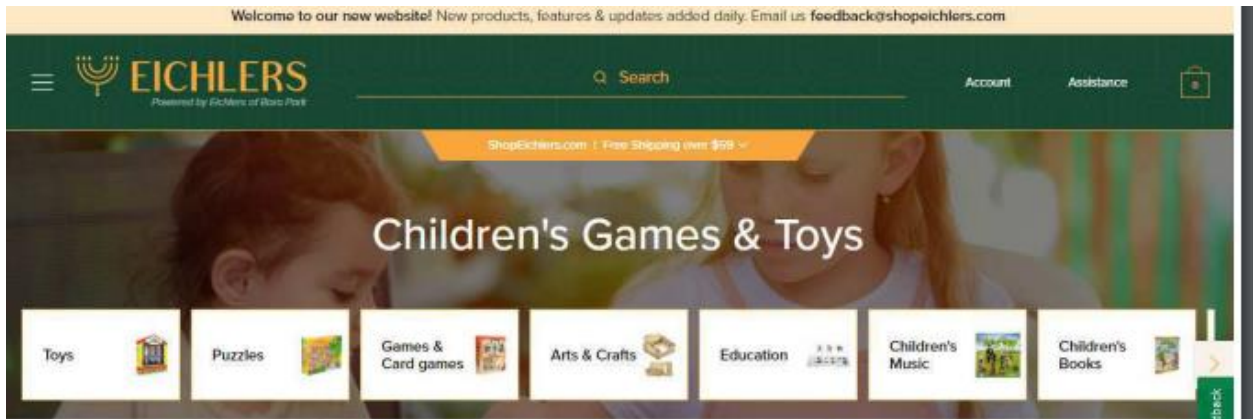 Welcome to our new website! New products, features & updates added daily. Email us feedback@shopeichlers.com
EICHLERS
Powered by Eichlers of Boro Park
Search
Account
Assistance
0
ShopEichlers.com | Free Shipping over $59
Children's Games & Toys
Toys
Puzzles
Games &
Card games
Arts & Crafts
Education
Children's
Music
Children's
Books